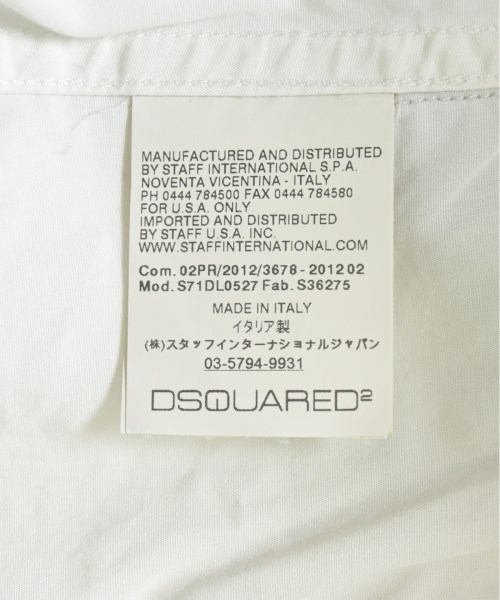 MANUFACTURED AND DISTRIBUTED
BY STAFF INTERNATIONAL S.P.A.
NOVENTA VICENTINA - ITALY
PH 0444 784500 FAX 0444 784580
FOR U.S.A. ONLY
IMPORTED AND DISTRIBUTED
BY STAFF U.S.A. INC.
WWW.STAFFINTERNATIONAL.COM
Com. 02PR/2012/3678 - 2012 02
Mod. S71DL0527 Fab. S36275
MADE IN ITALY
イタリア製
(株)スタッフインターナショナルジャパン
03-5794-9931
DSQUARED²